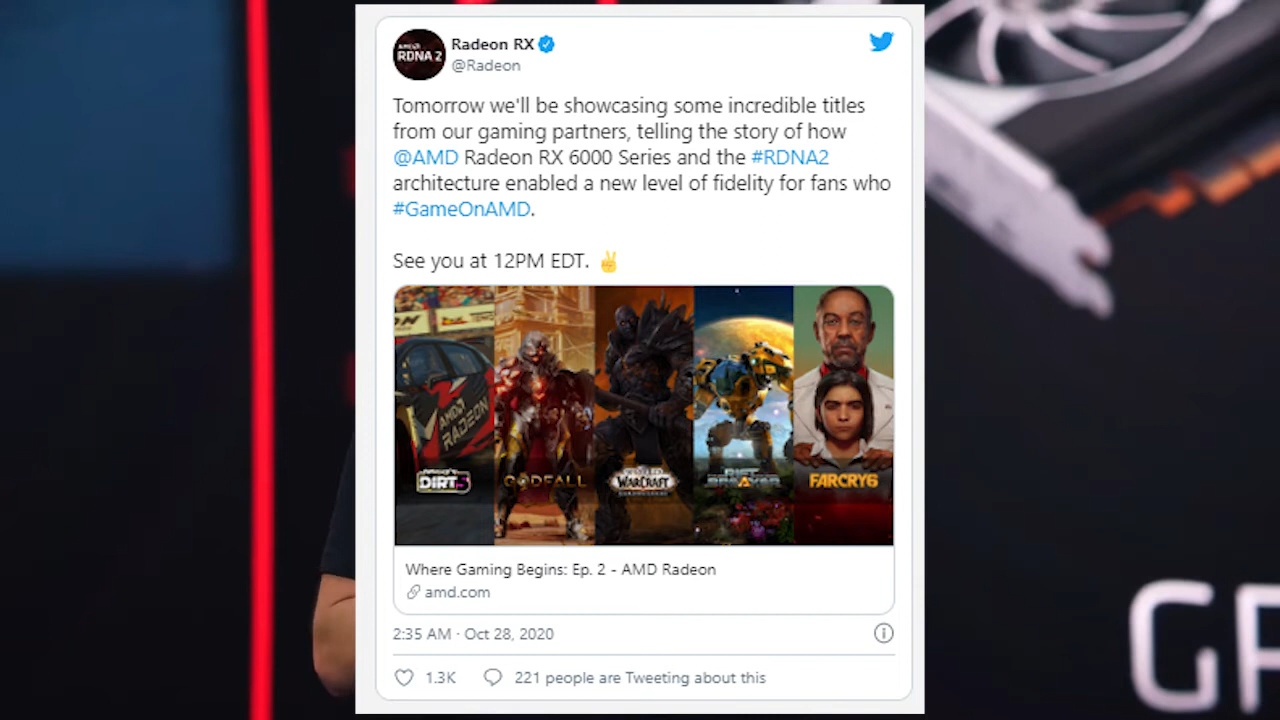 AMD
RDNA 2
Radeon RX
@Radeon
Tomorrow we'll be showcasing some incredible titles
from our gaming partners, telling the story of how
@AMD Radeon RX 6000 Series and the #RDNA2
architecture enabled a new level of fidelity for fans who
#GameOnAMD.
See you at 12PM EDT. ✌
AMD
RADEON
DIRT 5
GODFALL
WARCRAFT
RIFT
BREAKER
FARCRY6
Where Gaming Begins: Ep. 2 - AMD Radeon
amd.com
2:35 AM · Oct 28, 2020
1.3K
221 people are Tweeting about this